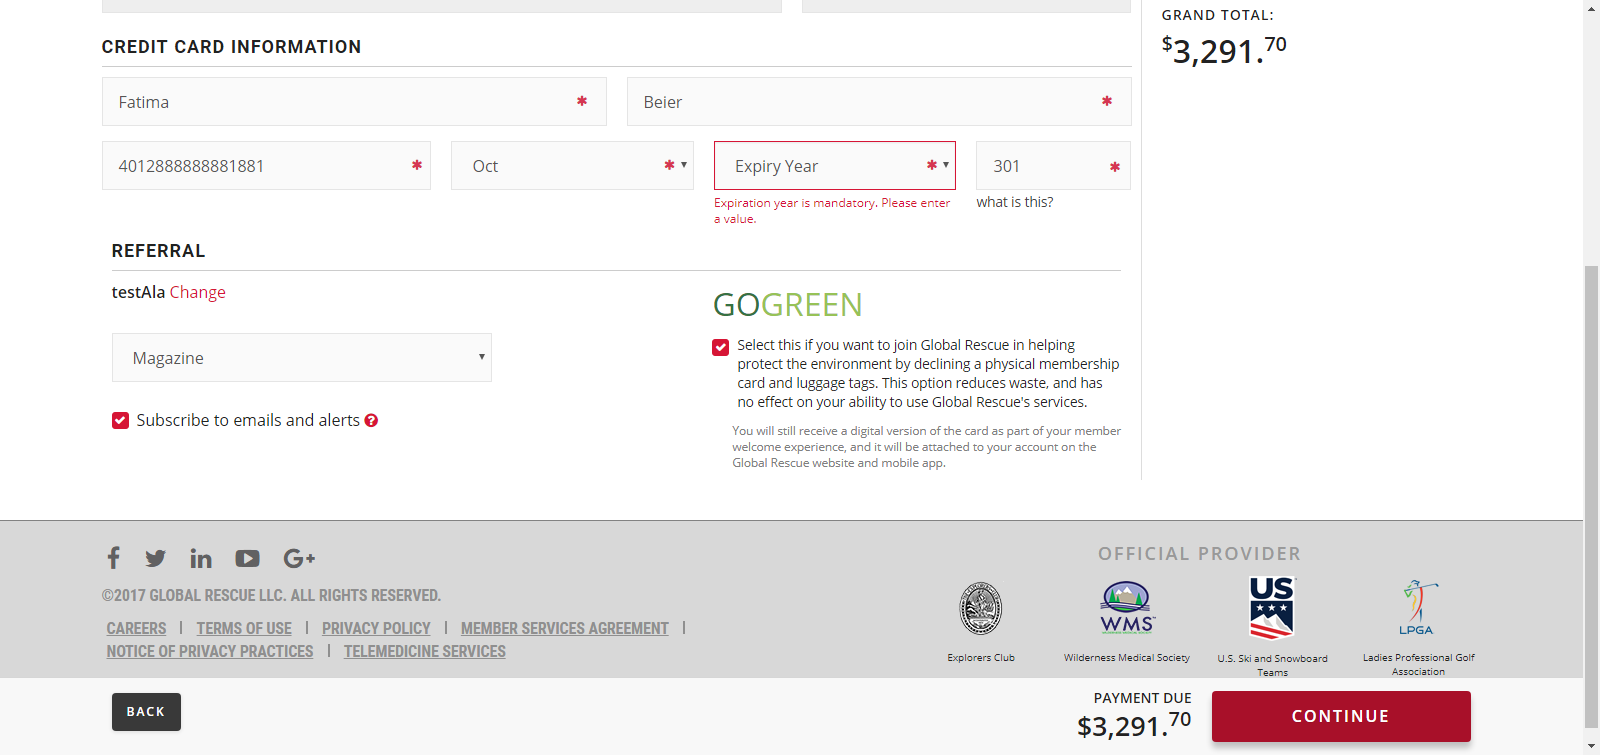 GRAND TOTAL:
$3,291.70
CREDIT CARD INFORMATION
Fatima *
Beier *
4012888888881881 *
Oct *
Expiry Year *
301 *
Expiration year is mandatory. Please enter
a value.
what is this?
REFERRAL
testAla Change
Magazine
Subscribe to emails and alerts ?
GOGREEN
Select this if you want to join Global Rescue in helping
protect the environment by declining a physical membership
card and luggage tags. This option reduces waste, and has
no effect on your ability to use Global Rescue's services.
You will still receive a digital version of the card as part of your member
welcome experience, and it will be attached to your account on the
Global Rescue website and mobile app.
©2017 GLOBAL RESCUE LLC. ALL RIGHTS RESERVED.
CAREERS | TERMS OF USE | PRIVACY POLICY | MEMBER SERVICES AGREEMENT |
NOTICE OF PRIVACY PRACTICES | TELEMEDICINE SERVICES
OFFICIAL PROVIDER
WMS
US
LPGA
Explorers Club
Wilderness Medical Society
U.S. Ski and Snowboard
Teams
Ladies Professional Golf
Association
BACK
PAYMENT DUE
$3,291.70
CONTINUE